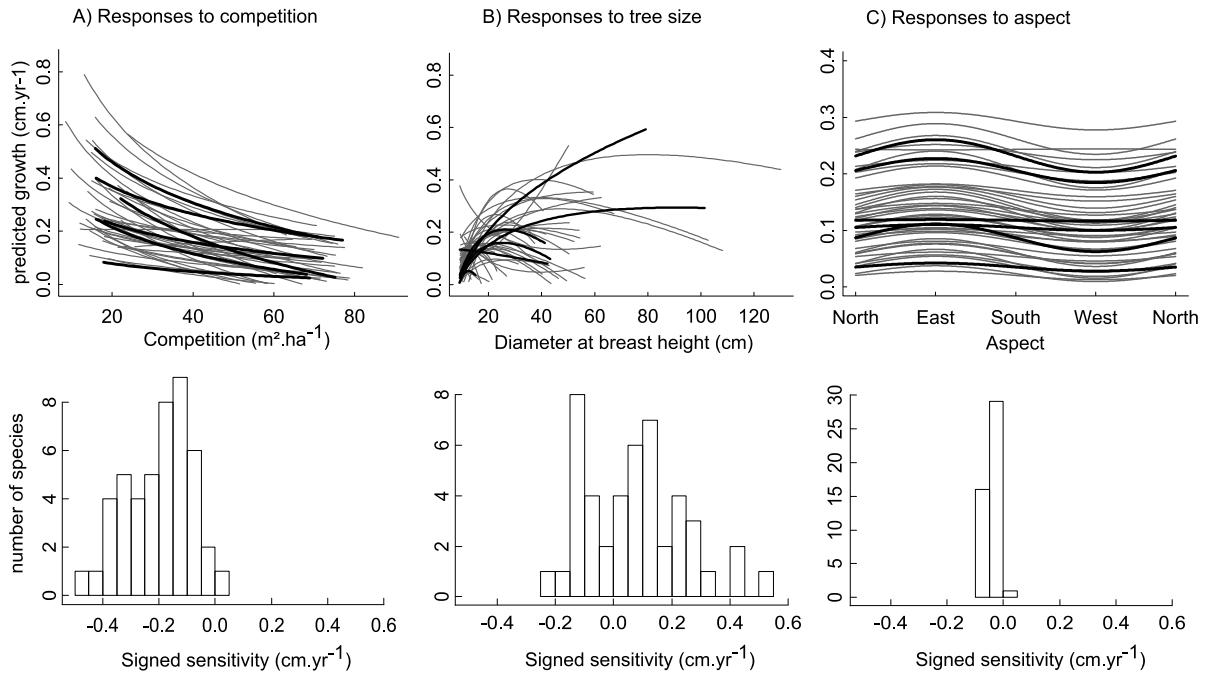 A) Responses to competition
B) Responses to tree size
C) Responses to aspect
predicted growth (cm.yr-1)
0.0 0.2 0.4 0.6 0.8
20 40 60 80
Competition (m².ha⁻¹)
0.0 0.2 0.4 0.6 0.8
20 40 60 80 100 120
Diameter at breast height (cm)
0.0 0.1 0.2 0.3 0.4
North East South West North
Aspect
number of species
0 2 4 6 8
-0.4 -0.2 0.0 0.2 0.4 0.6
Signed sensitivity (cm.yr⁻¹)
0 2 4 6 8
-0.4 -0.2 0.0 0.2 0.4 0.6
Signed sensitivity (cm.yr⁻¹)
0 5 10 15 20 25 30
-0.4 -0.2 0.0 0.2 0.4 0.6
Signed sensitivity (cm.yr⁻¹)